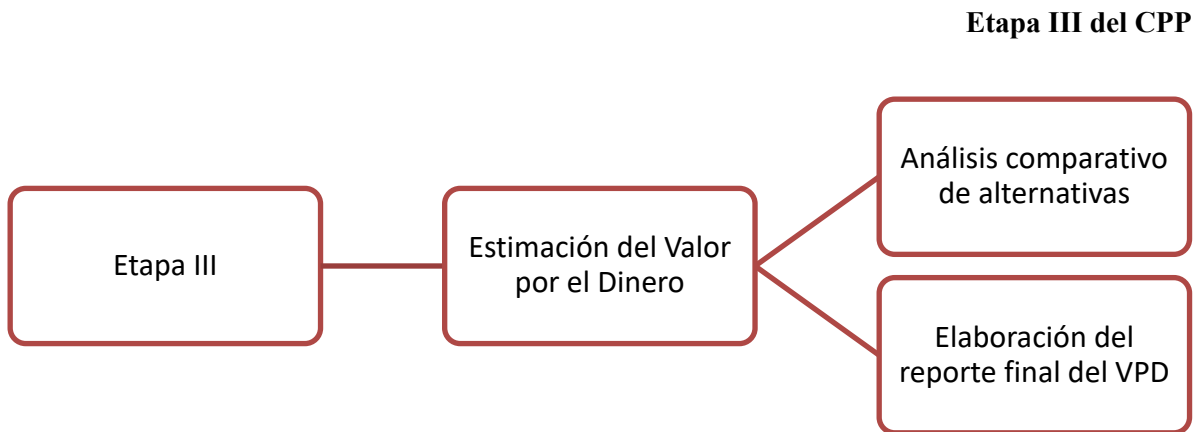 Etapa III del CPP
Etapa III
Estimación del Valor
por el Dinero
Análisis comparativo
de alternativas
Elaboración del
reporte final del VPD